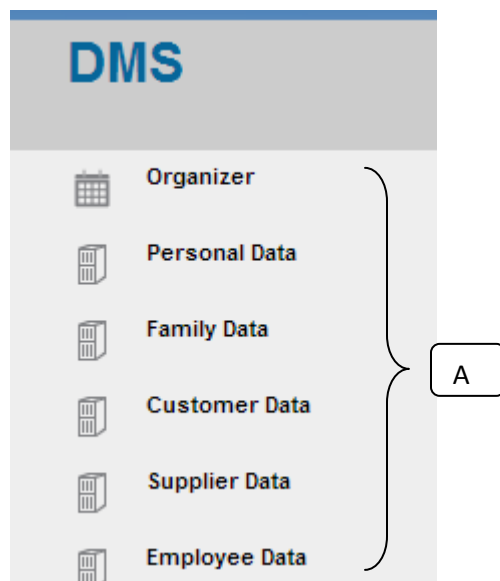 DMS
Organizer
Personal Data
Family Data
Customer Data
A
Supplier Data
Employee Data